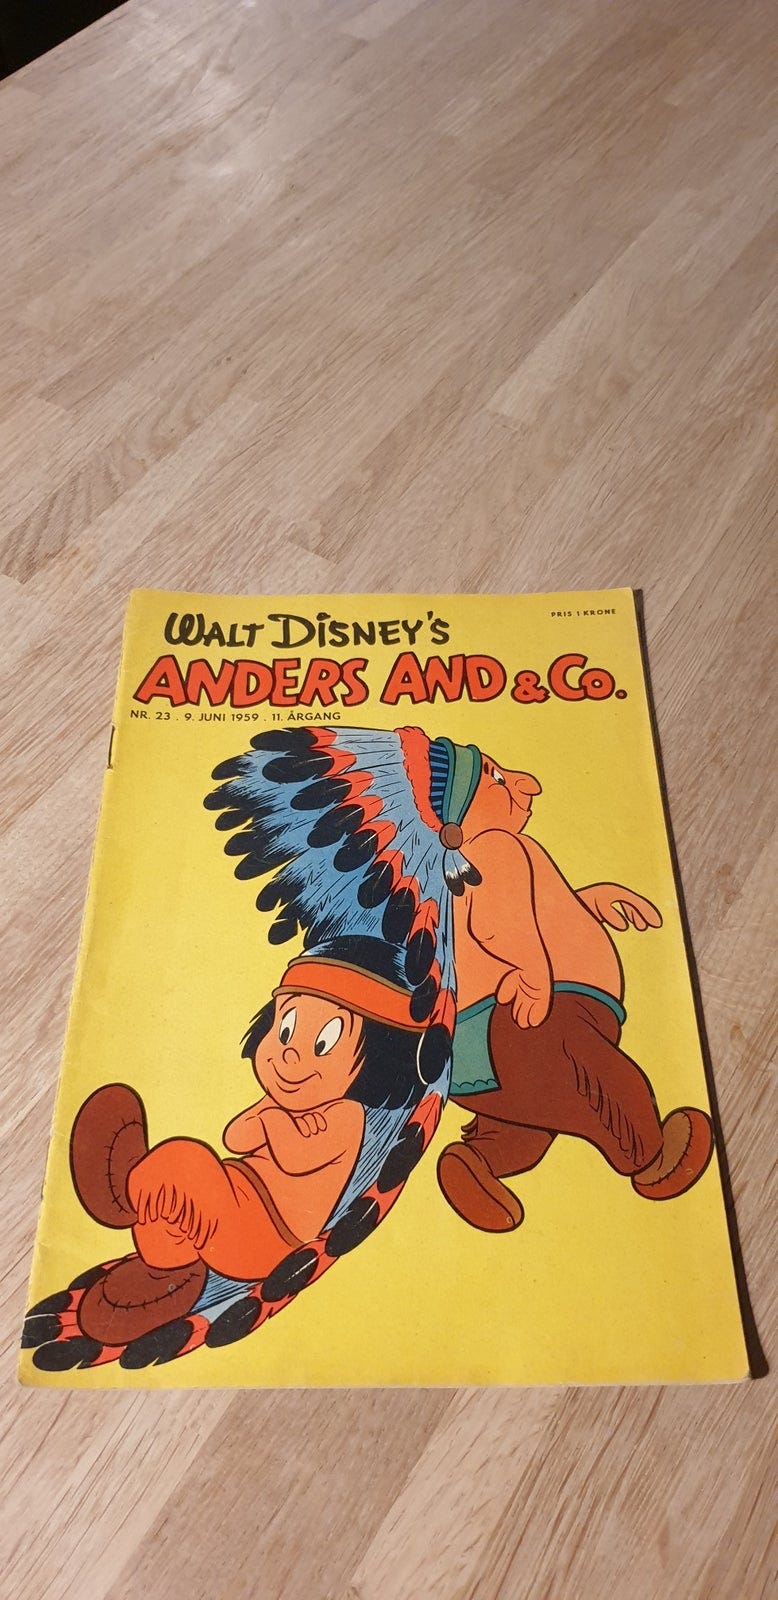 PRIS 1 KRONE
WALT DISNEY'S
ANDERS AND & CO.
NR. 23 . 9. JUNI 1959 . 11. ÅRGANG